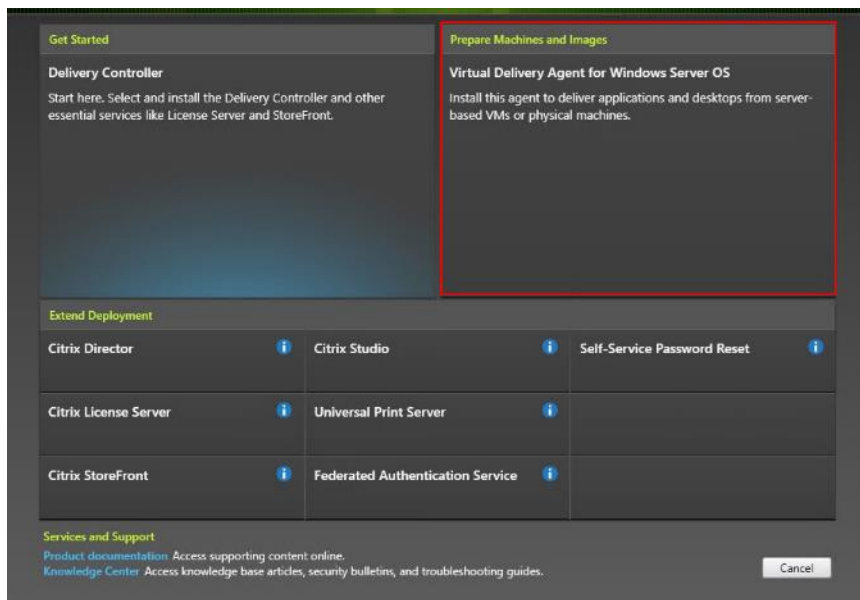 Get Started
Delivery Controller
Start here. Select and install the Delivery Controller and other
essential services like License Server and StoreFront.
Prepare Machines and Images
Virtual Delivery Agent for Windows Server OS
Install this agent to deliver applications and desktops from server-
based VMs or physical machines.
Extend Deployment
Citrix Director
Citrix Studio
Self-Service Password Reset
Citrix License Server
Universal Print Server
Citrix StoreFront
Federated Authentication Service
Services and Support
Product documentation Access supporting content online.
Knowledge Center Access knowledge base articles, security bulletins, and troubleshooting guides.
Cancel